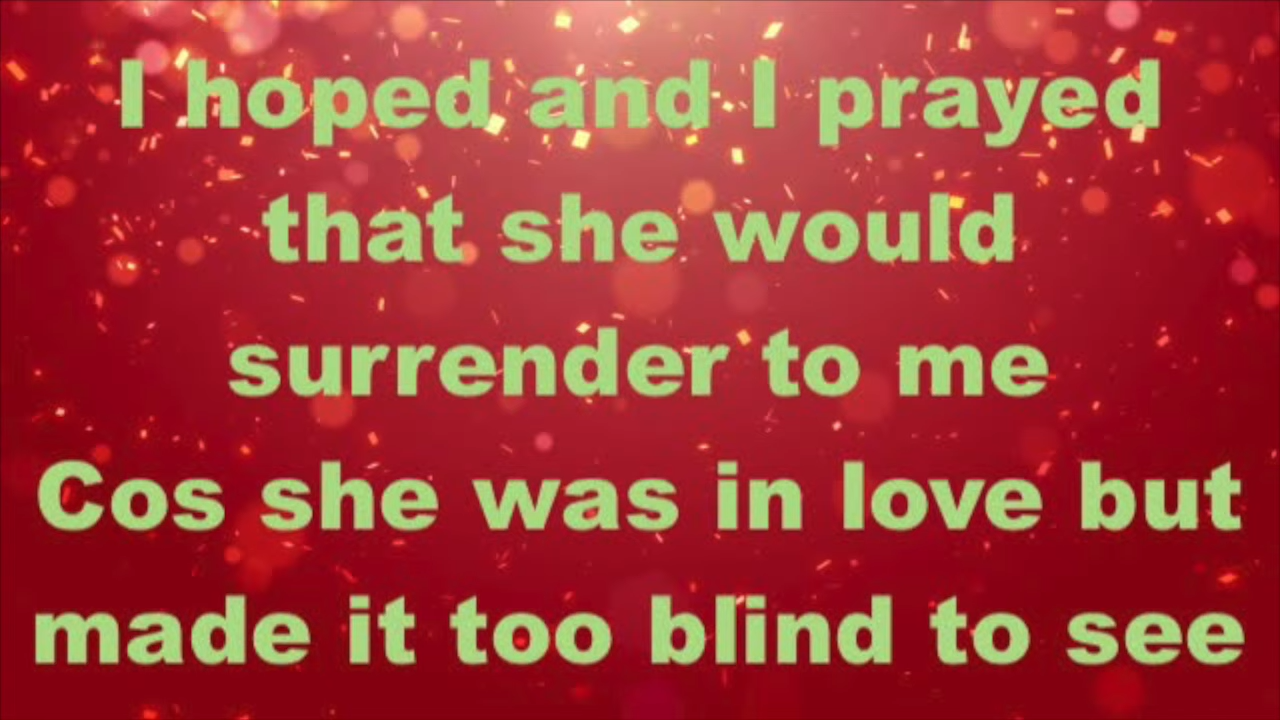 I hoped and I prayed
that she would
surrender to me
Cos she was in love but
made it too blind to see